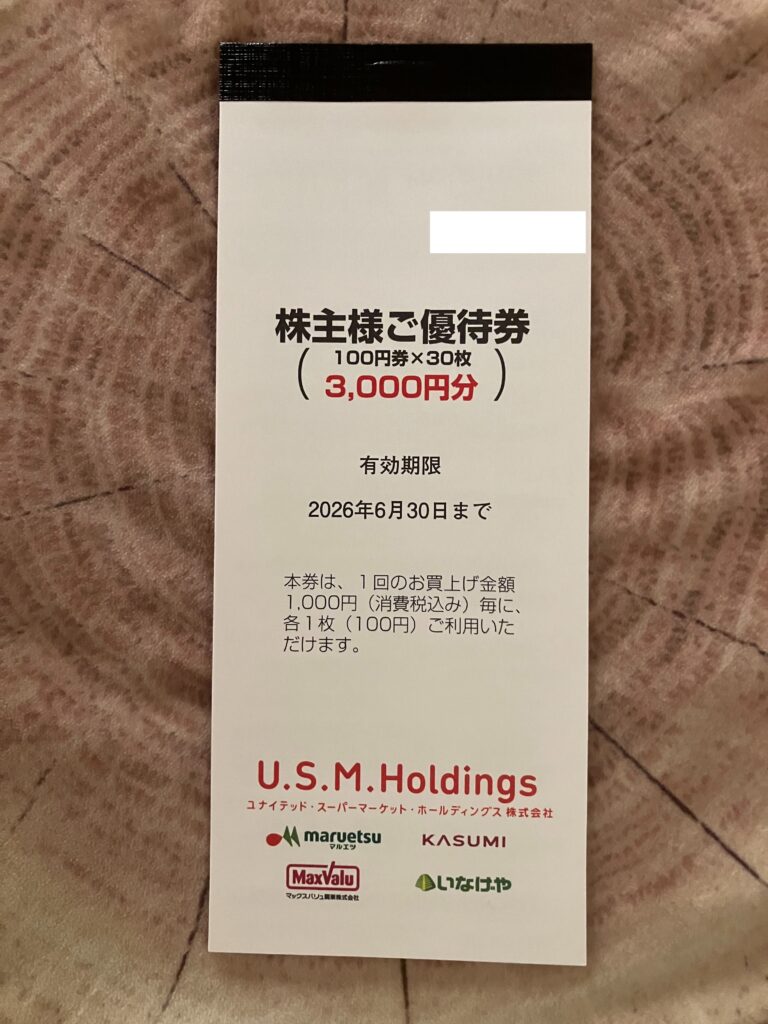 株主様ご優待券
(100円券×30枚
3,000円分)
有効期限
2026年6月30日まで
本券は、1回のお買上げ金額
1,000円（消費税込み）毎に、
各1枚（100円）ご利用いた
だけます。
U.S.M.Holdings
ユナイテッド・スーパーマーケット・ホールディングス 株式会社
maruetsu
マルエツ
KASUMI
MaxValu
マックスバリュ関東株式会社
いなげや